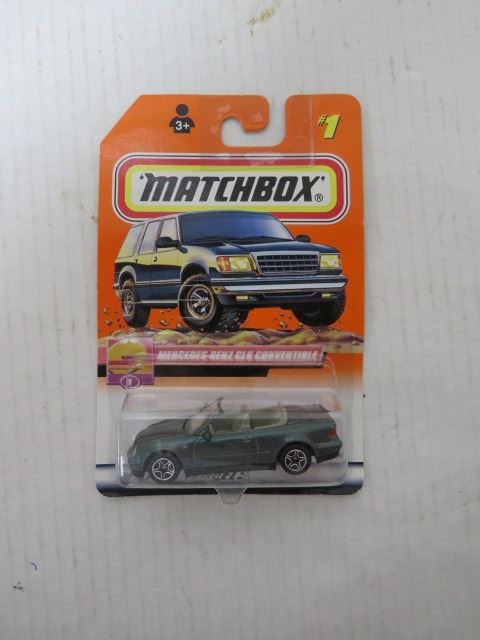 3+
#1
MATCHBOX®
MERCEDES-BENZ CLK CONVERTIBLE